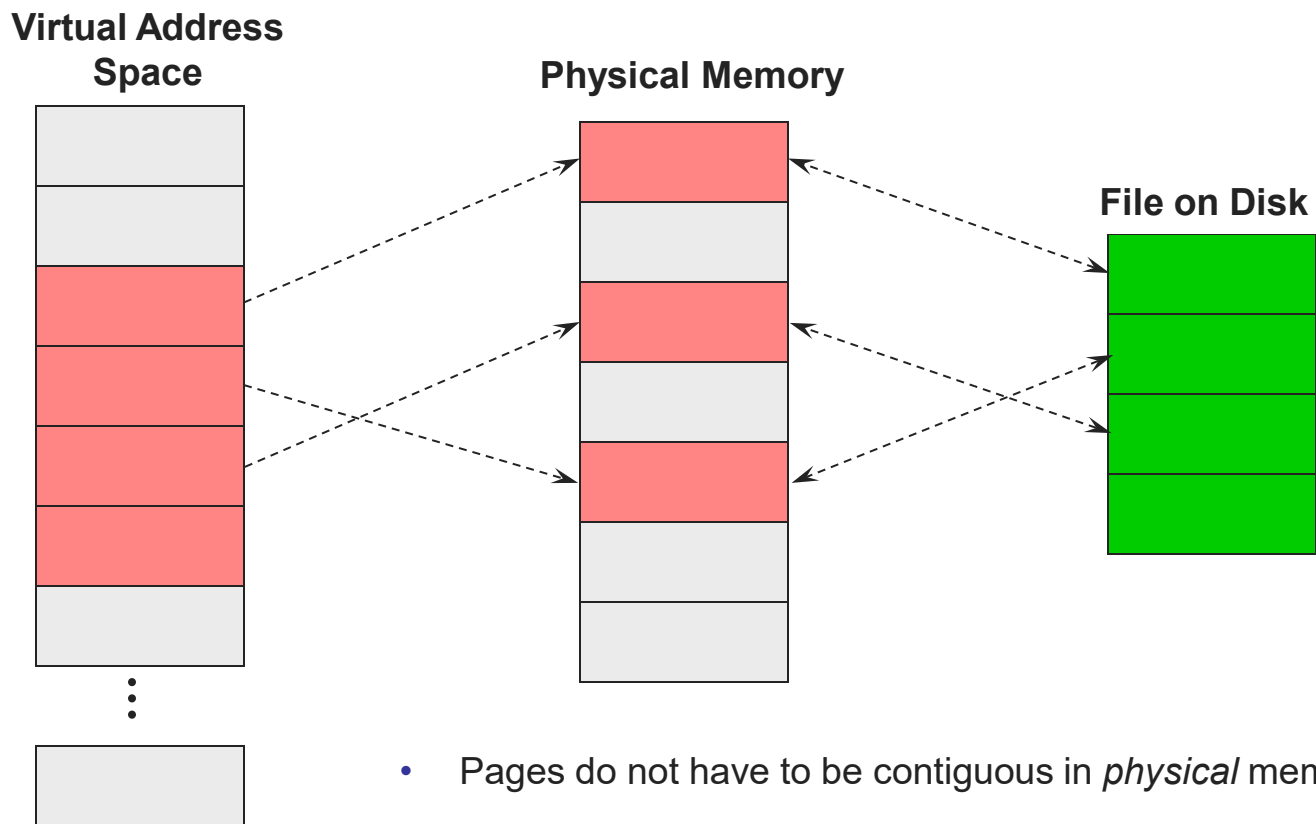 Virtual Address
Space
Physical Memory
File on Disk
• Pages do not have to be contiguous in physical